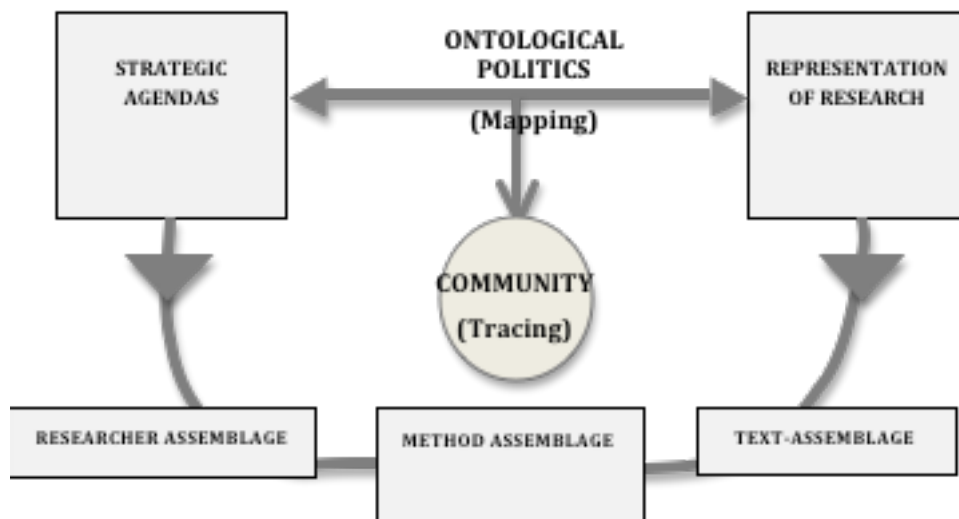 STRATEGIC
AGENDAS
ONTOLOGICAL
POLITICS
(Mapping)
REPRESENTATION
OF RESEARCH
COMMUNITY
(Tracing)
RESEARCHER ASSEMBLAGE
METHOD ASSEMBLAGE
TEXT-ASSEMBLAGE